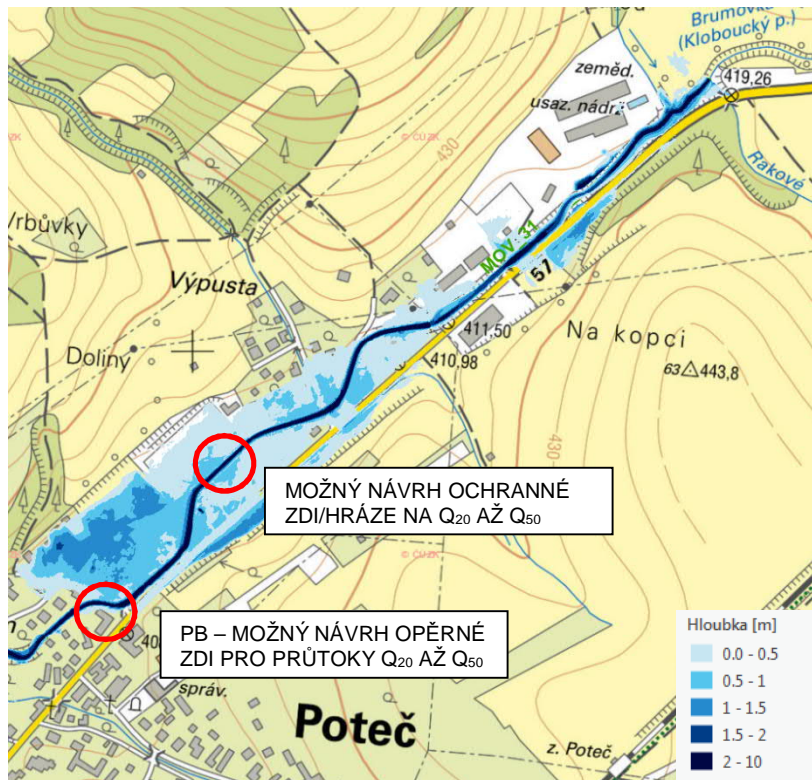 Brumovka
(Kloboucký p.)
419,26
zeměd.
usaz. nádrž
© ČÚZK
430
Rakové
Vrbůvky
MOV. 31
57
Výpusta
411,50
Na kopci
Doliny
410,98
63 443,8
430
MOŽNÝ NÁVRH OCHRANNÉ
ZDI/HRÁZE NA Q20 AŽ Q50
© ČÚZK
PB – MOŽNÝ NÁVRH OPĚRNÉ
ZDI PRO PRŮTOKY Q20 AŽ Q50
správ.
Poteč
z. Poteč
Hloubka [m]
0.0 - 0.5
0.5 - 1
1 - 1.5
1.5 - 2
2 - 10